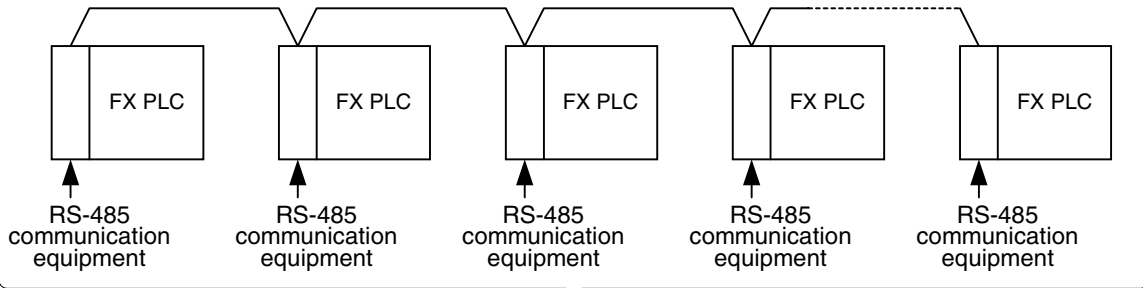 FX PLC
FX PLC
FX PLC
FX PLC
FX PLC
RS-485
communication
equipment
RS-485
communication
equipment
RS-485
communication
equipment
RS-485
communication
equipment
RS-485
communication
equipment